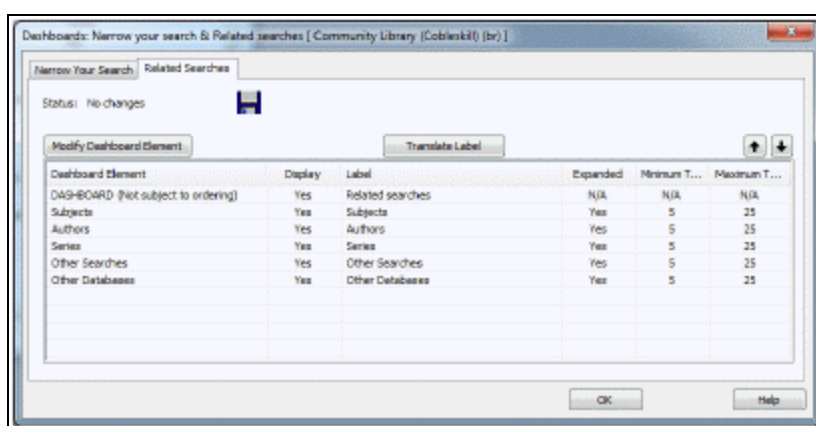 Dashboards: Narrow your search & Related searches [ Community Library (Cobleskill) (br) ]
Narrow Your Search Related Searches
Status: No changes
Modify Dashboard Element Translate Label
Dashboard Element Display Label Expanded Minimum T... Maximum T...
DASHBOARD (Not subject to ordering) Yes Related searches N/A N/A N/A
Subjects Yes Subjects Yes 5 25
Authors Yes Authors Yes 5 25
Series Yes Series Yes 5 25
Other Searches Yes Other Searches Yes 5 25
Other Databases Yes Other Databases Yes 5 25
OK Help